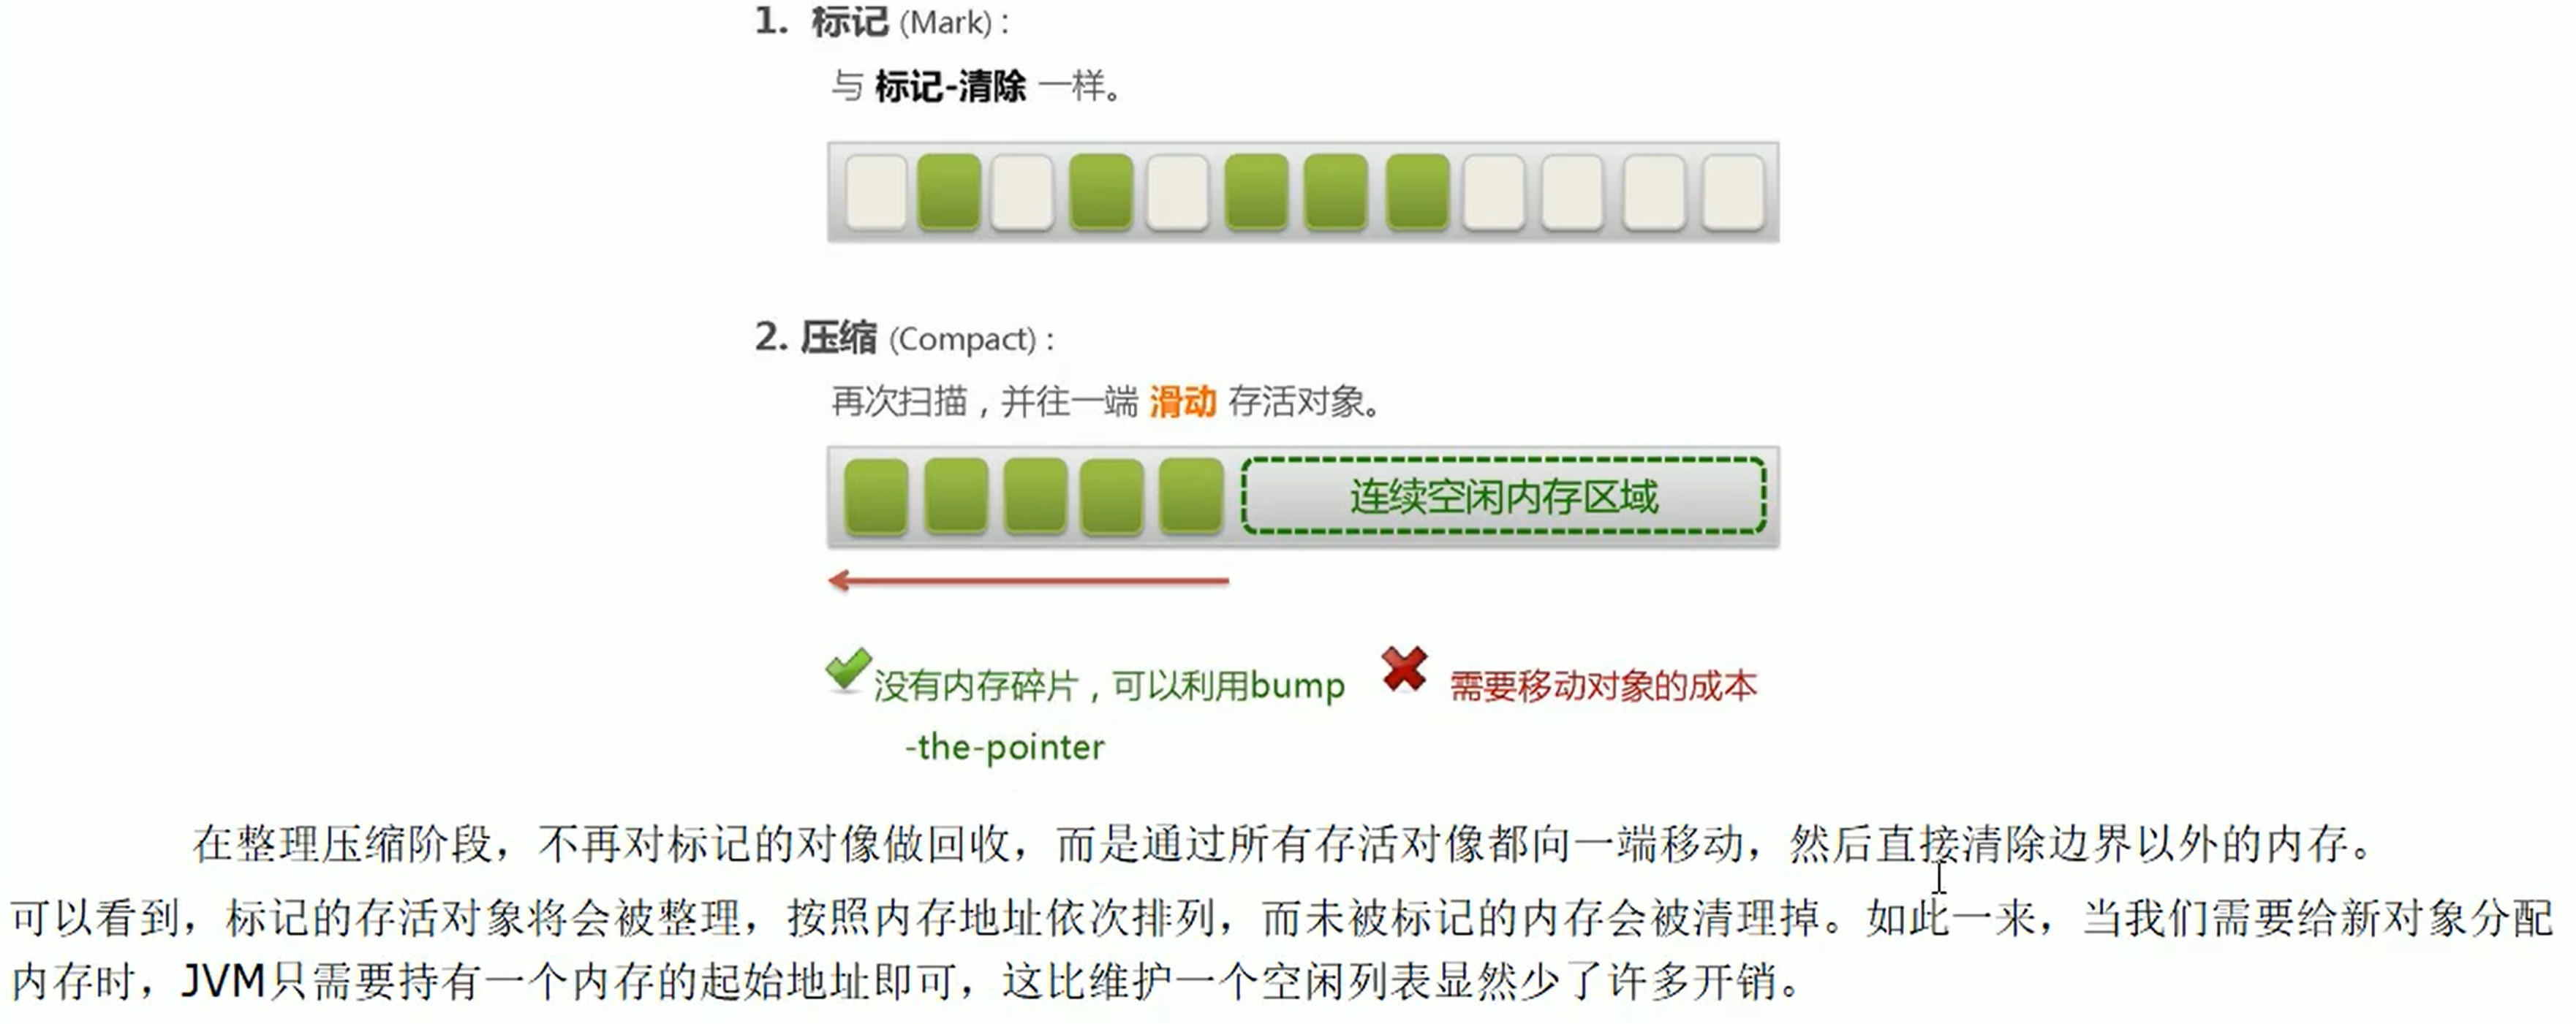 1. 标记 (Mark) :
与 标记-清除 一样。
2. 压缩 (Compact) :
再次扫描，并往一端 滑动 存活对象。
连续空闲内存区域
没有内存碎片，可以利用bump
-the-pointer
需要移动对象的成本
在整理压缩阶段，不再对标记的对像做回收，而是通过所有存活对像都向一端移动，然后直接清除边界以外的内存。
可以看到，标记的存活对象将会被整理，按照内存地址依次排列，而未被标记的内存会被清理掉。如此一来，当我们需要给新对象分配
内存时，JVM只需要持有一个内存的起始地址即可，这比维护一个空闲列表显然少了许多开销。